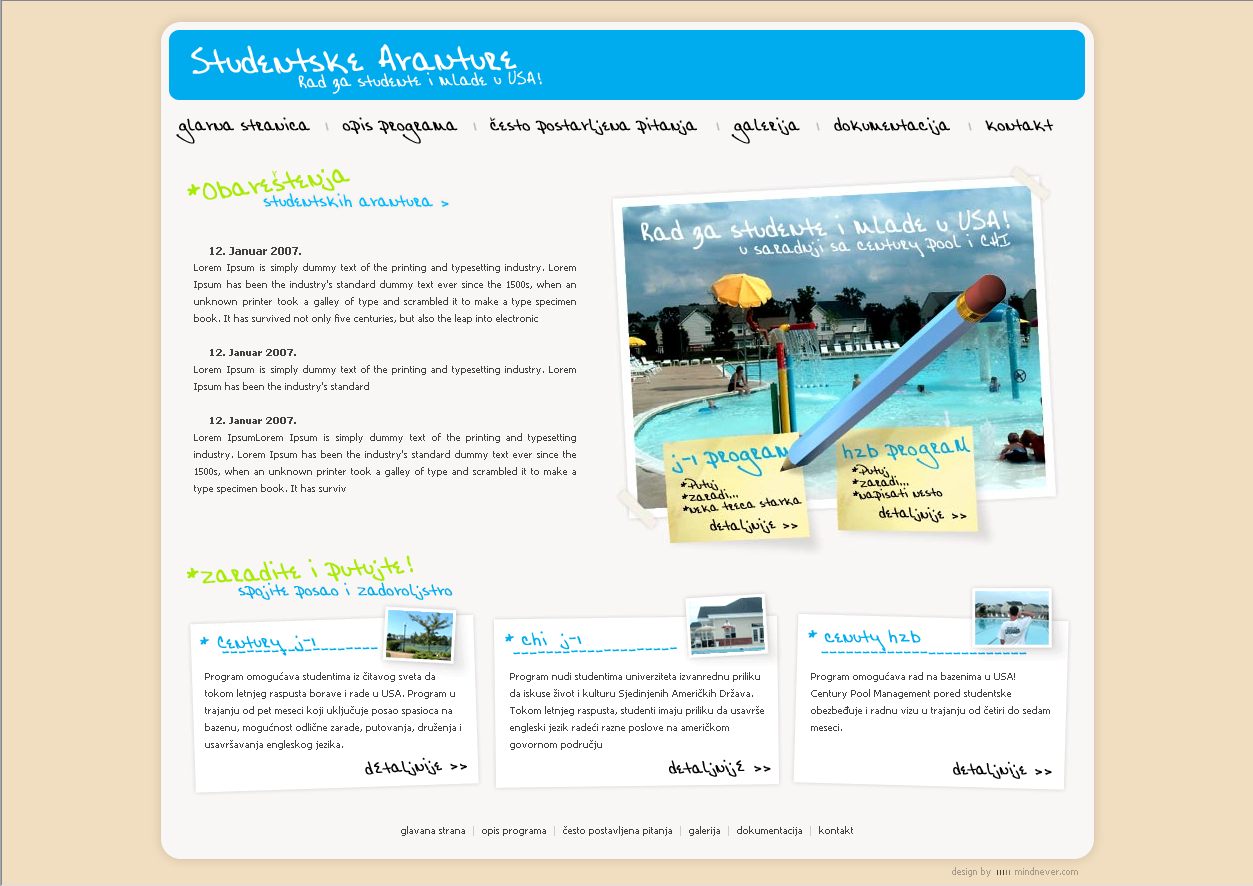 Studentske Avanture
Rad za studente i mlade u USA!
glavna stranica | opis programa | često postavljena pitanja | galerija | dokumentacija | kontakt
*Obaveštenja
studentskih avantura >
12. Januar 2007.
Lorem Ipsum is simply dummy text of the printing and typesetting industry. Lorem
Ipsum has been the industry's standard dummy text ever since the 1500s, when an
unknown printer took a galley of type and scrambled it to make a type specimen
book. It has survived not only five centuries, but also the leap into electronic
12. Januar 2007.
Lorem Ipsum is simply dummy text of the printing and typesetting industry. Lorem
Ipsum has been the industry's standard
12. Januar 2007.
Lorem IpsumLorem Ipsum is simply dummy text of the printing and typesetting
industry. Lorem Ipsum has been the industry's standard dummy text ever since the
1500s, when an unknown printer took a galley of type and scrambled it to make a
type specimen book. It has surviv
Rad za studente i mlade u USA!
u saradnji sa Century Pool i CHI
j-1 program
*Putuj..
*zaradi...
*neka treca stavka
detaljnije >>
h2b program
*Putuj..
*zaradi...
*napisati nesto
detaljnije >>
*zaradite i putujte!
spojite posao i zadovoljstvo
* Century j-1
Program omogućava studentima iz čitavog sveta da
tokom letnjeg raspusta borave i rade u USA. Program u
trajanju od pet meseci koji uključuje posao spasioca na
bazenu, mogućnost odlične zarade, putovanja, druženja i
usavršavanja engleskog jezika.
detaljnije >>
* chi j-1
Program nudi studentima univerziteta izvanrednu priliku
da iskuse život i kulturu Sjedinjenih Američkih Država.
Tokom letnjeg raspusta, studenti imaju priliku da usavrše
engleski jezik radeći razne poslove na američkom
govornom području
detaljnije >>
* cenuty h2b
Program omogućava rad na bazenima u USA!
Century Pool Management pored studentske
obezbeđuje i radnu vizu u trajanju od četiri do sedam
meseci.
detaljnije >>
glavana strana | opis programa | često postavljena pitanja | galerija | dokumentacija | kontakt
design by mindnever.com